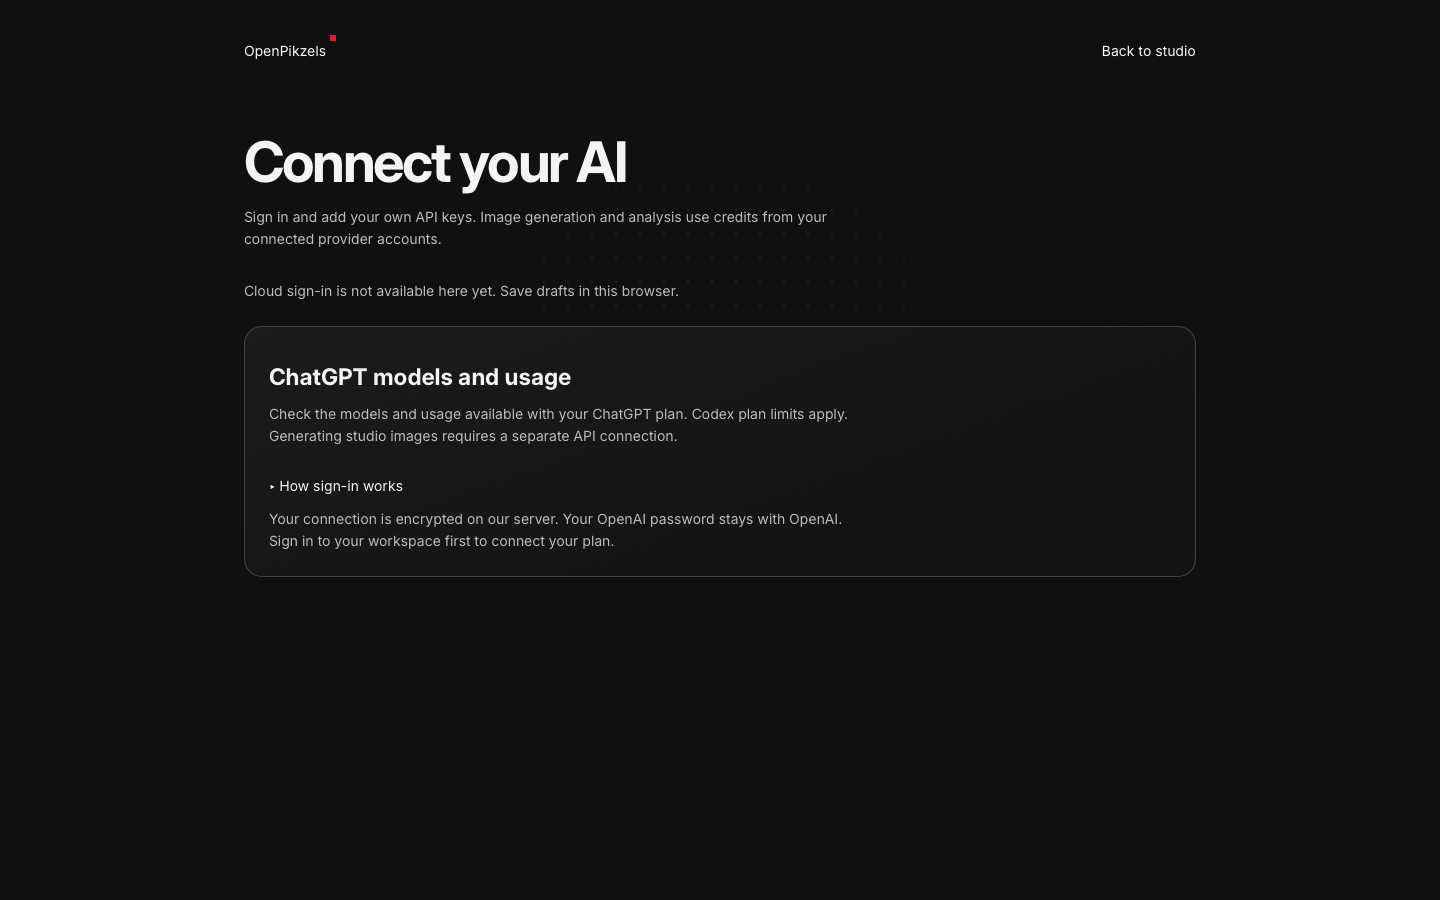 OpenPikzels
Back to studio
Connect your AI
Sign in and add your own API keys. Image generation and analysis use credits from your
connected provider accounts.
Cloud sign-in is not available here yet. Save drafts in this browser.
ChatGPT models and usage
Check the models and usage available with your ChatGPT plan. Codex plan limits apply.
Generating studio images requires a separate API connection.
How sign-in works
Your connection is encrypted on our server. Your OpenAI password stays with OpenAI.
Sign in to your workspace first to connect your plan.